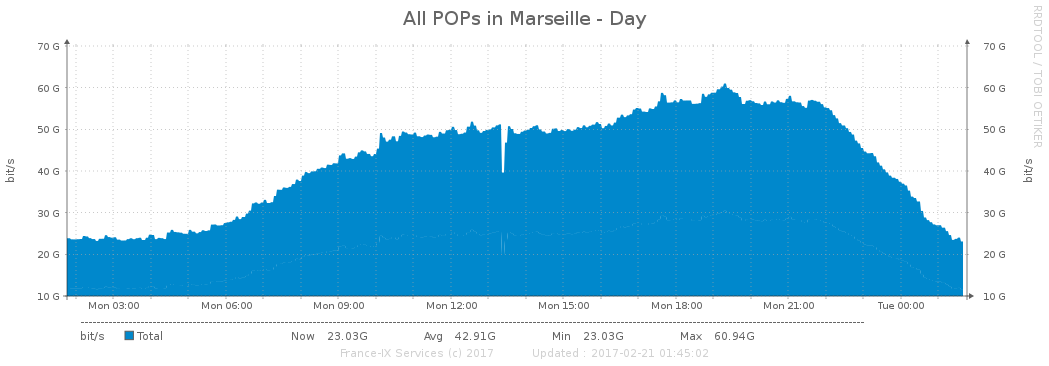 All POPs in Marseille - Day
RRDTOOL / TOBI OETIKER
70 G 70 G
60 G 60 G
50 G 50 G
40 G 40 G
30 G 30 G
20 G 20 G
10 G 10 G
bit/s bit/s
Mon 03:00 Mon 06:00 Mon 09:00 Mon 12:00 Mon 15:00 Mon 18:00 Mon 21:00 Tue 00:00
bit/s Total Now 23.03G Avg 42.91G Min 23.03G Max 60.94G
France-IX Services (c) 2017 Updated : 2017-02-21 01:45:02